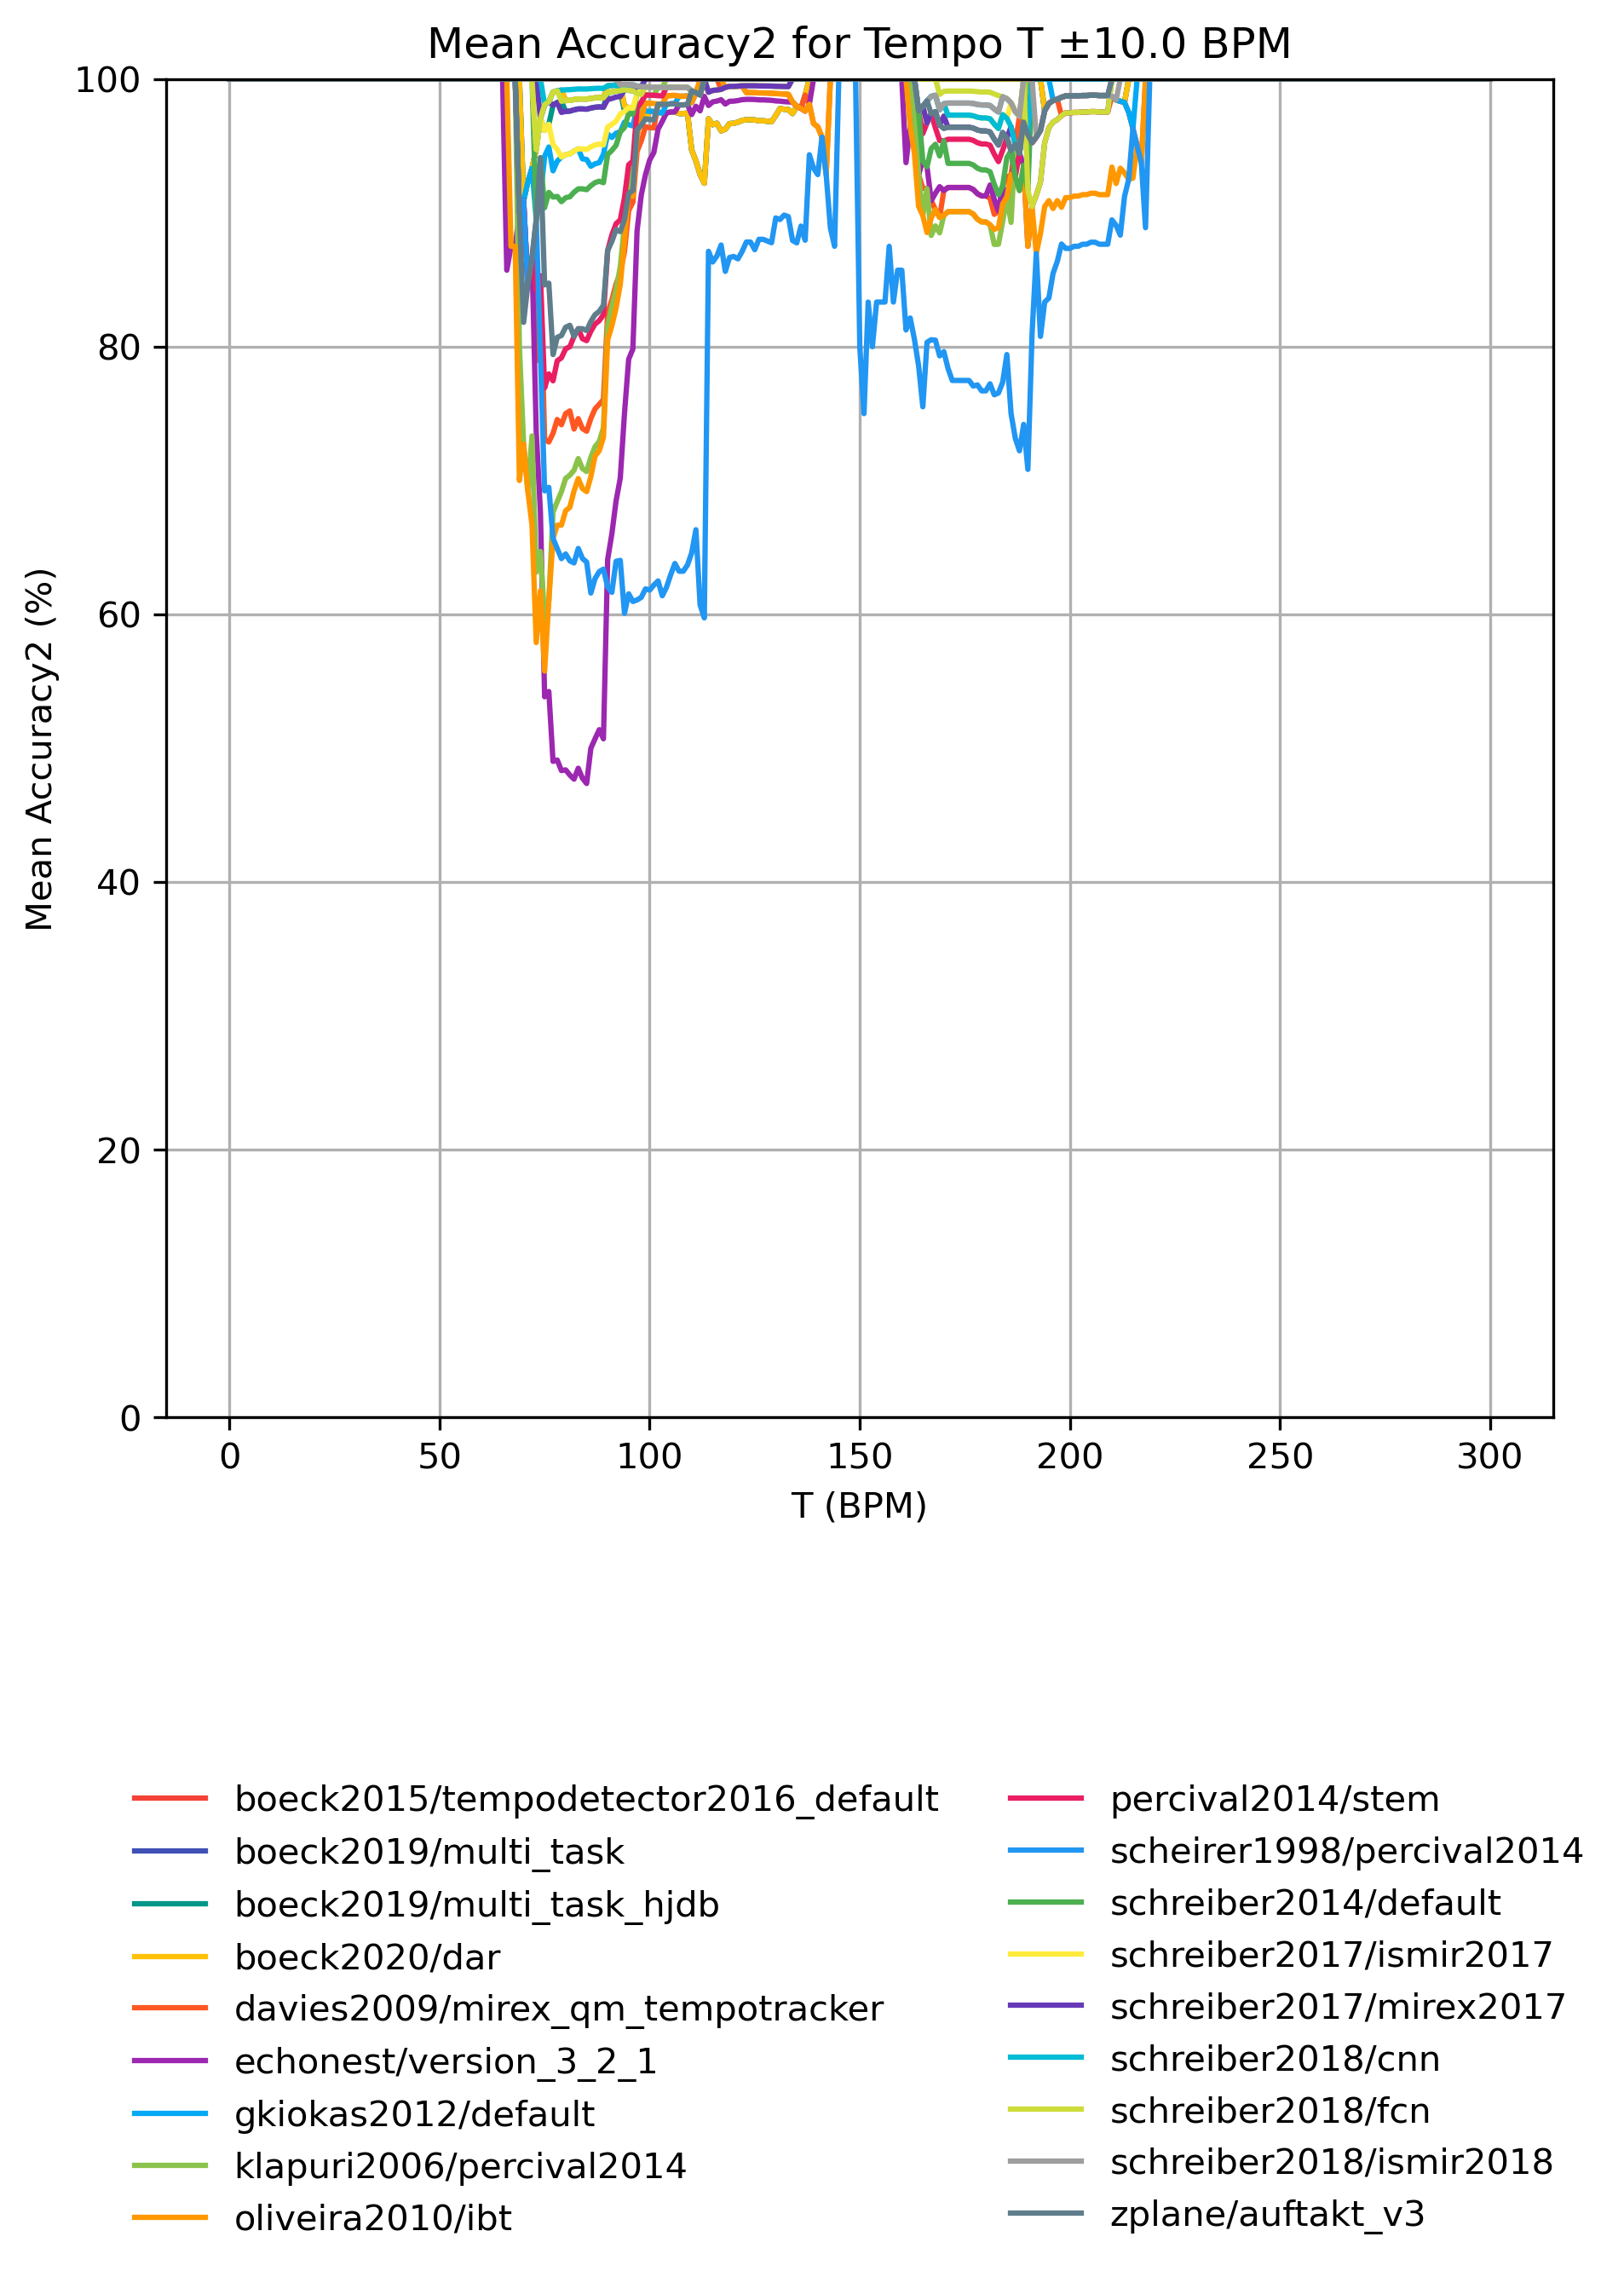 Mean Accuracy2 for Tempo T ±10.0 BPM
100
80
60
40
20
0
Mean Accuracy2 (%)
0 50 100 150 200 250 300
T (BPM)
boeck2015/tempodetector2016_default
boeck2019/multi_task
boeck2019/multi_task_hjdb
boeck2020/dar
davies2009/mirex_qm_tempotracker
echonest/version_3_2_1
gkiokas2012/default
klapuri2006/percival2014
oliveira2010/ibt
percival2014/stem
scheirer1998/percival2014
schreiber2014/default
schreiber2017/ismir2017
schreiber2017/mirex2017
schreiber2018/cnn
schreiber2018/fcn
schreiber2018/ismir2018
zplane/auftakt_v3